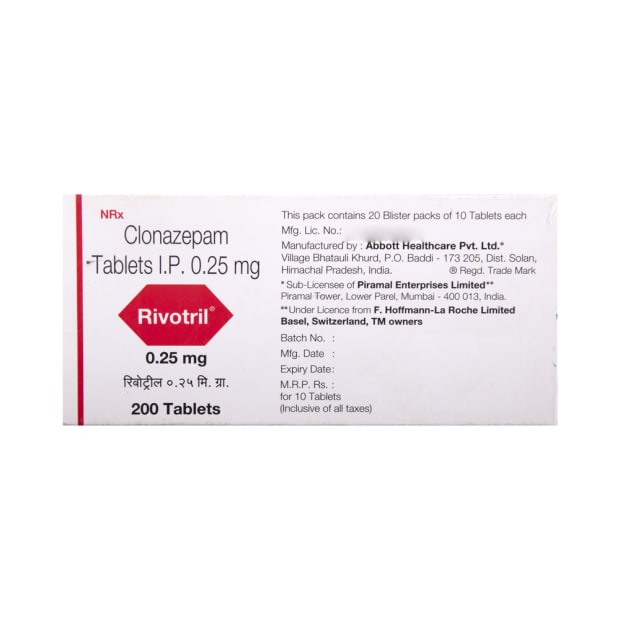 NRx
Clonazepam
Tablets I.P. 0.25 mg
Rivotril®
0.25 mg
रिवोट्रील ०.२५ मि. ग्रा.
200 Tablets
This pack contains 20 Blister packs of 10 Tablets each
Mfg. Lic. No.:
Manufactured by : Abbott Healthcare Pvt. Ltd.*
Village Bhatauli Khurd, P.O. Baddi - 173 205, Dist. Solan,
Himachal Pradesh, India. ® Regd. Trade Mark
* Sub-Licensee of Piramal Enterprises Limited**
Piramal Tower, Lower Parel, Mumbai - 400 013, India.
**Under Licence from F. Hoffmann-La Roche Limited
Basel, Switzerland, TM owners
Batch No. :
Mfg. Date :
Expiry Date:
M.R.P. Rs. :
for 10 Tablets
(Inclusive of all taxes)